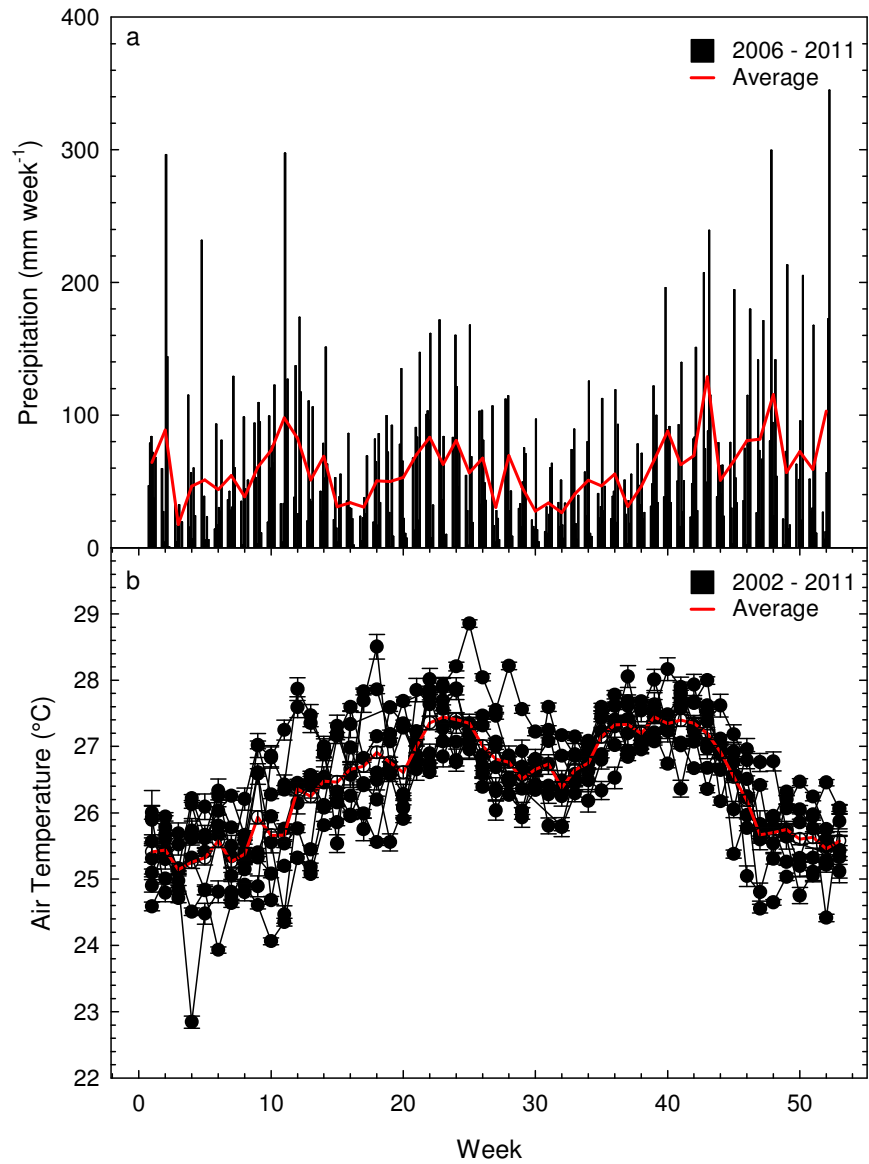 a
2006 - 2011
Average
400
300
200
100
0
Precipitation (mm week⁻¹)
b
2002 - 2011
Average
29
28
27
26
25
24
23
22
Air Temperature (°C)
0 10 20 30 40 50
Week